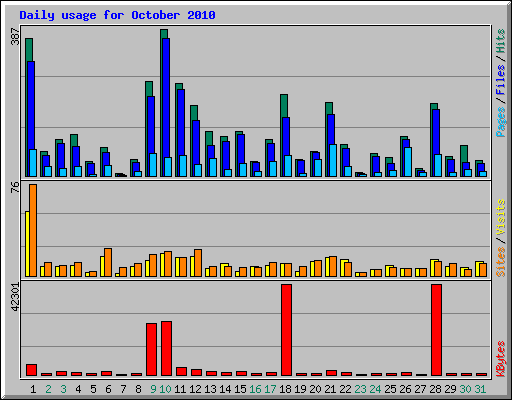 Daily usage for October 2010
387
Pages / Files / Hits
76
Sites / Visits
42301
KBytes
1 2 3 4 5 6 7 8 9 10 11 12 13 14 15 16 17 18 19 20 21 22 23 24 25 26 27 28 29 30 31